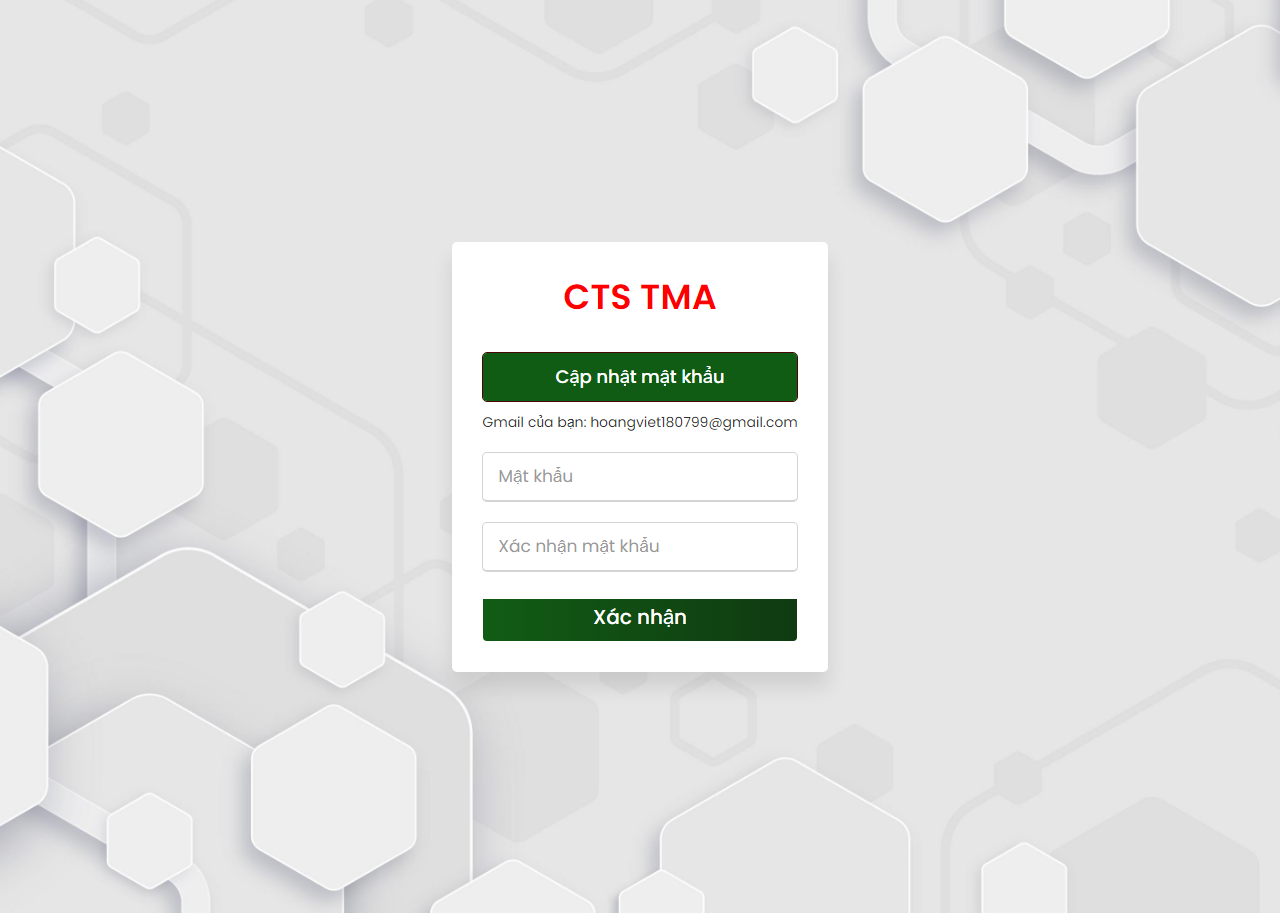 CTS TMA
Cập nhật mật khẩu
Gmail của bạn: hoangviet180799@gmail.com
Mật khẩu
Xác nhận mật khẩu
Xác nhận